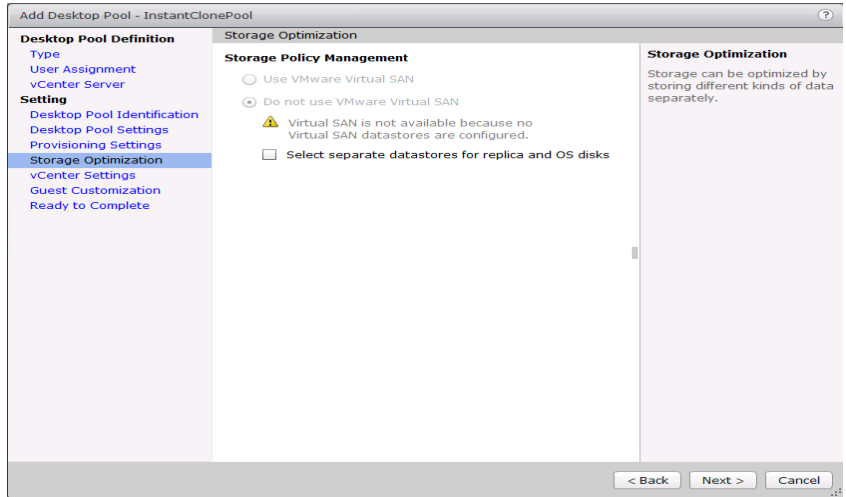 Add Desktop Pool - InstantClonePool
?
Desktop Pool Definition
Type
User Assignment
vCenter Server
Setting
Desktop Pool Identification
Desktop Pool Settings
Provisioning Settings
Storage Optimization
vCenter Settings
Guest Customization
Ready to Complete
Storage Optimization
Storage Policy Management
Use VMware Virtual SAN
Do not use VMware Virtual SAN
Virtual SAN is not available because no
Virtual SAN datastores are configured.
Select separate datastores for replica and OS disks
Storage Optimization
Storage can be optimized by
storing different kinds of data
separately.
< Back
Next >
Cancel